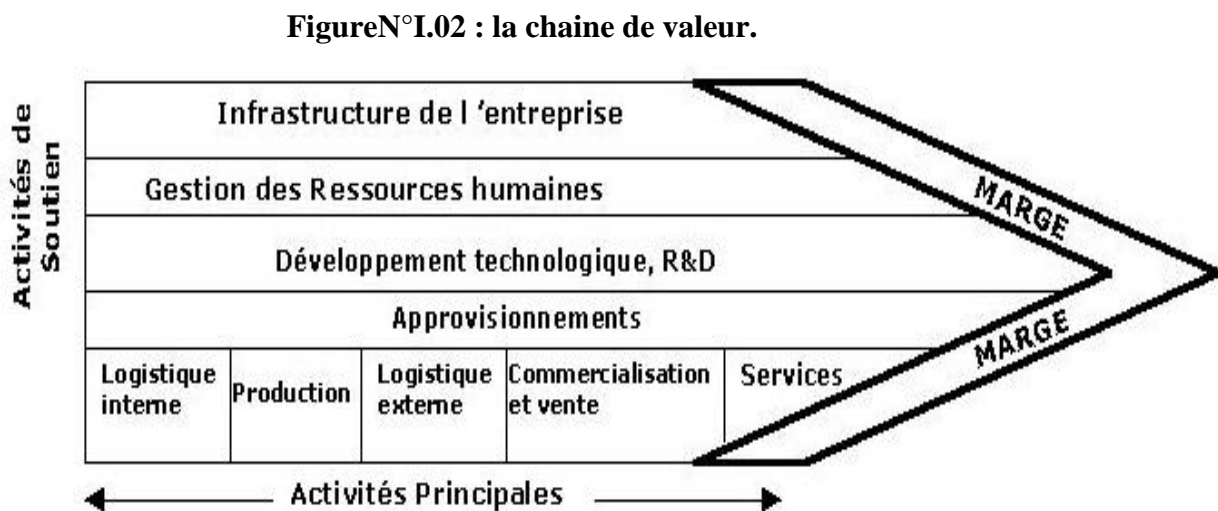 FigureN°I.02 : la chaine de valeur.
Activités de
Soutien
Infrastructure de l 'entreprise
Gestion des Ressources humaines
Développement technologique, R&D
Approvisionnements
Logistique
interne
Production
Logistique
externe
Commercialisation
et vente
Services
MARGE
MARGE
Activités Principales